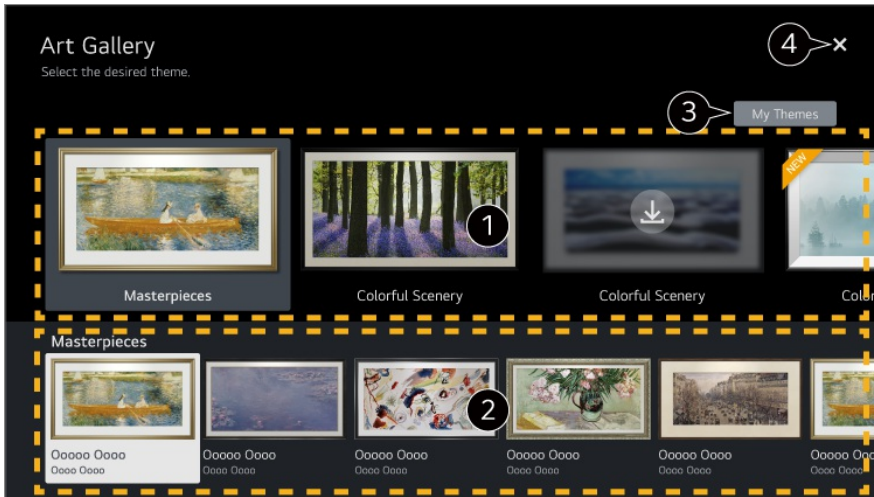 Art Gallery
4
Select the desired theme.
3
My Themes
NEW
1
Masterpieces
Colorful Scenery
Colorful Scenery
Color
Masterpieces
2
Ooooo Oooo
Ooooo Oooo
Ooooo Oooo
Ooooo Oooo
Ooooo Oooo
Ooooo Ooo
Oooo Oooo
Oooo Oooo
Oooo Oooo
Oooo Oooo
Oooo Oooo
Oooo Oooo